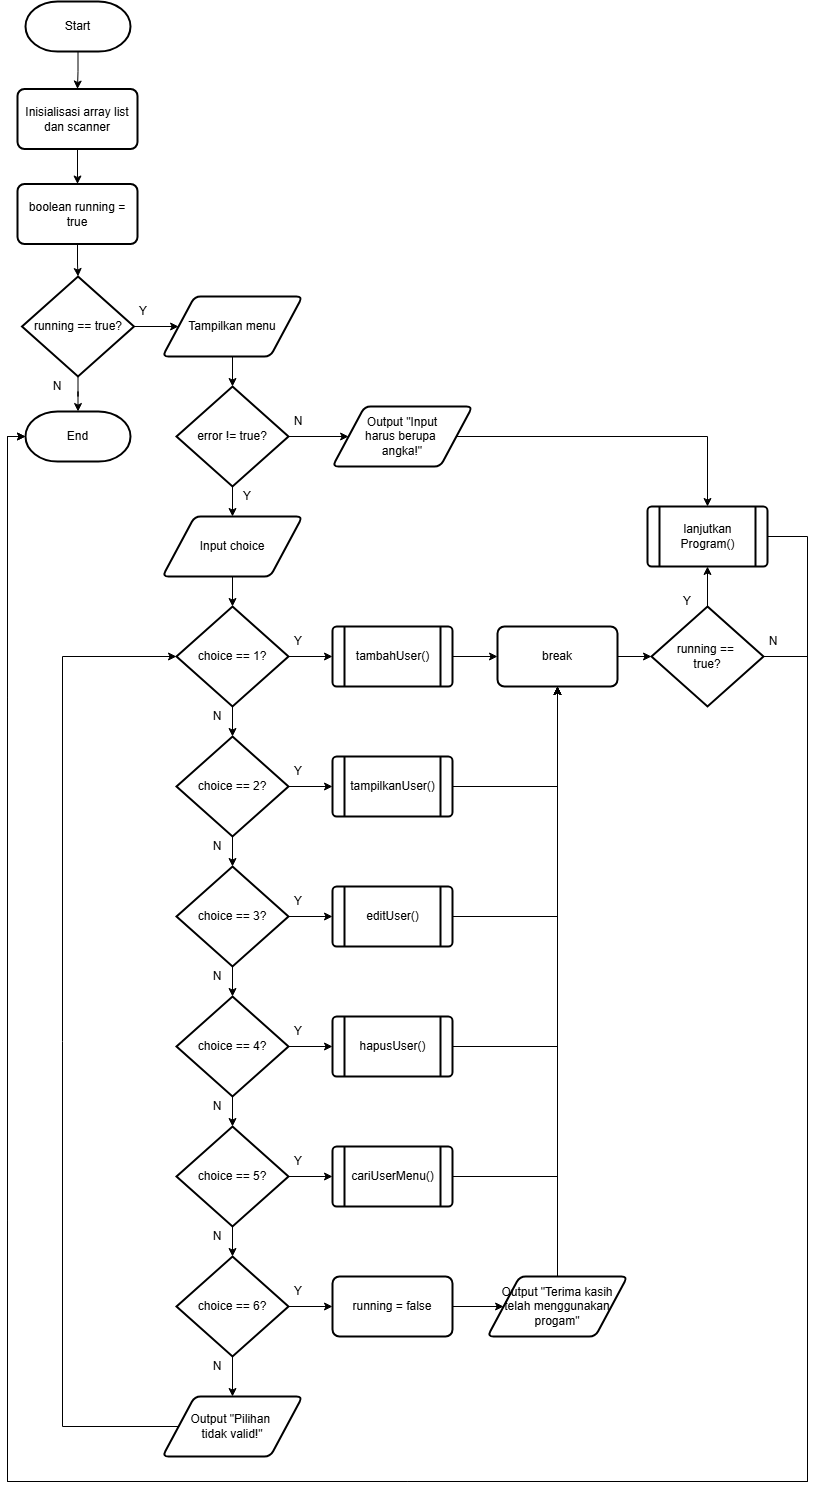 Start
Inisialisasi array list
dan scanner
boolean running =
true
running == true?
Y
Tampilkan menu
N
End
error != true?
N
Output "Input
harus berupa
angka!"
Y
lanjutkan
Program()
Input choice
Y
running ==
true?
N
choice == 1?
Y
tambahUser()
break
N
choice == 2?
Y
tampilkanUser()
N
choice == 3?
Y
editUser()
N
choice == 4?
Y
hapusUser()
N
choice == 5?
Y
cariUserMenu()
N
choice == 6?
Y
running = false
Output "Terima kasih
telah menggunakan
progam"
N
Output "Pilihan
tidak valid!"